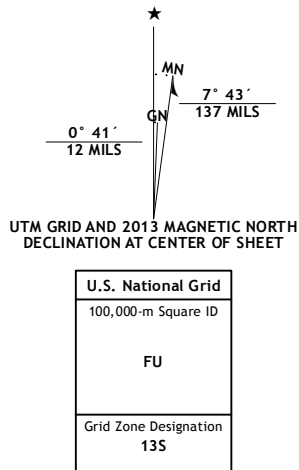 ★
MN
7° 43´
137 MILS
GN
0° 41´
12 MILS
UTM GRID AND 2013 MAGNETIC NORTH
DECLINATION AT CENTER OF SHEET
U.S. National Grid
100,000-m Square ID
FU
Grid Zone Designation
13S